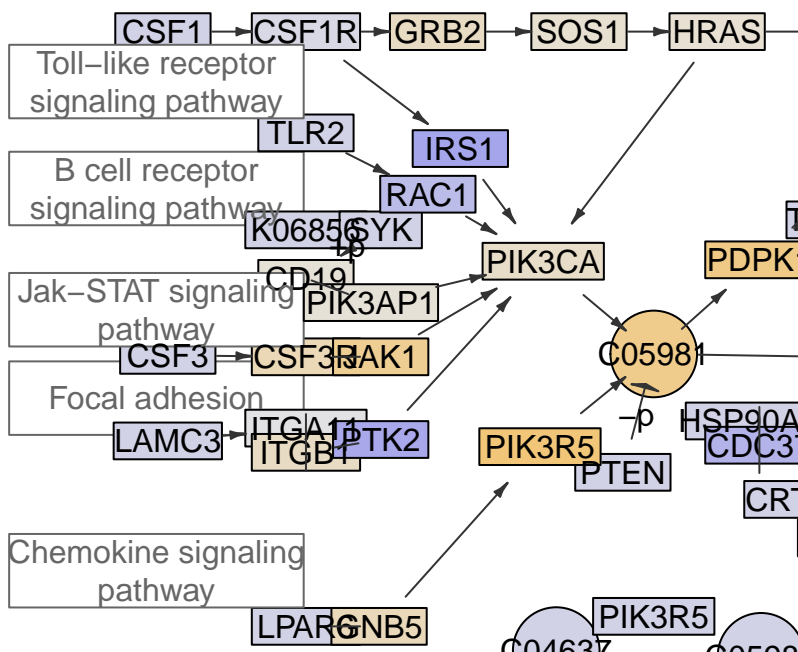 CSF1
CSF1R
GRB2
SOS1
HRAS
Toll–like receptor
signaling pathway
TLR2
IRS1
B cell receptor
signaling pathway
RAC1
K06856
SYK
–p
CD19
PIK3CA
PDPK1
Jak–STAT signaling
pathway
PIK3AP1
CSF3
CSF3R
JAK1
C05981
Focal adhesion
LAMC3
ITGA11
ITGB1
PTK2
–p
PIK3R5
PTEN
HSP90A
CDC37
CRT
Chemokine signaling
pathway
LPAR6
GNB5
PIK3R5
C04637
C0598